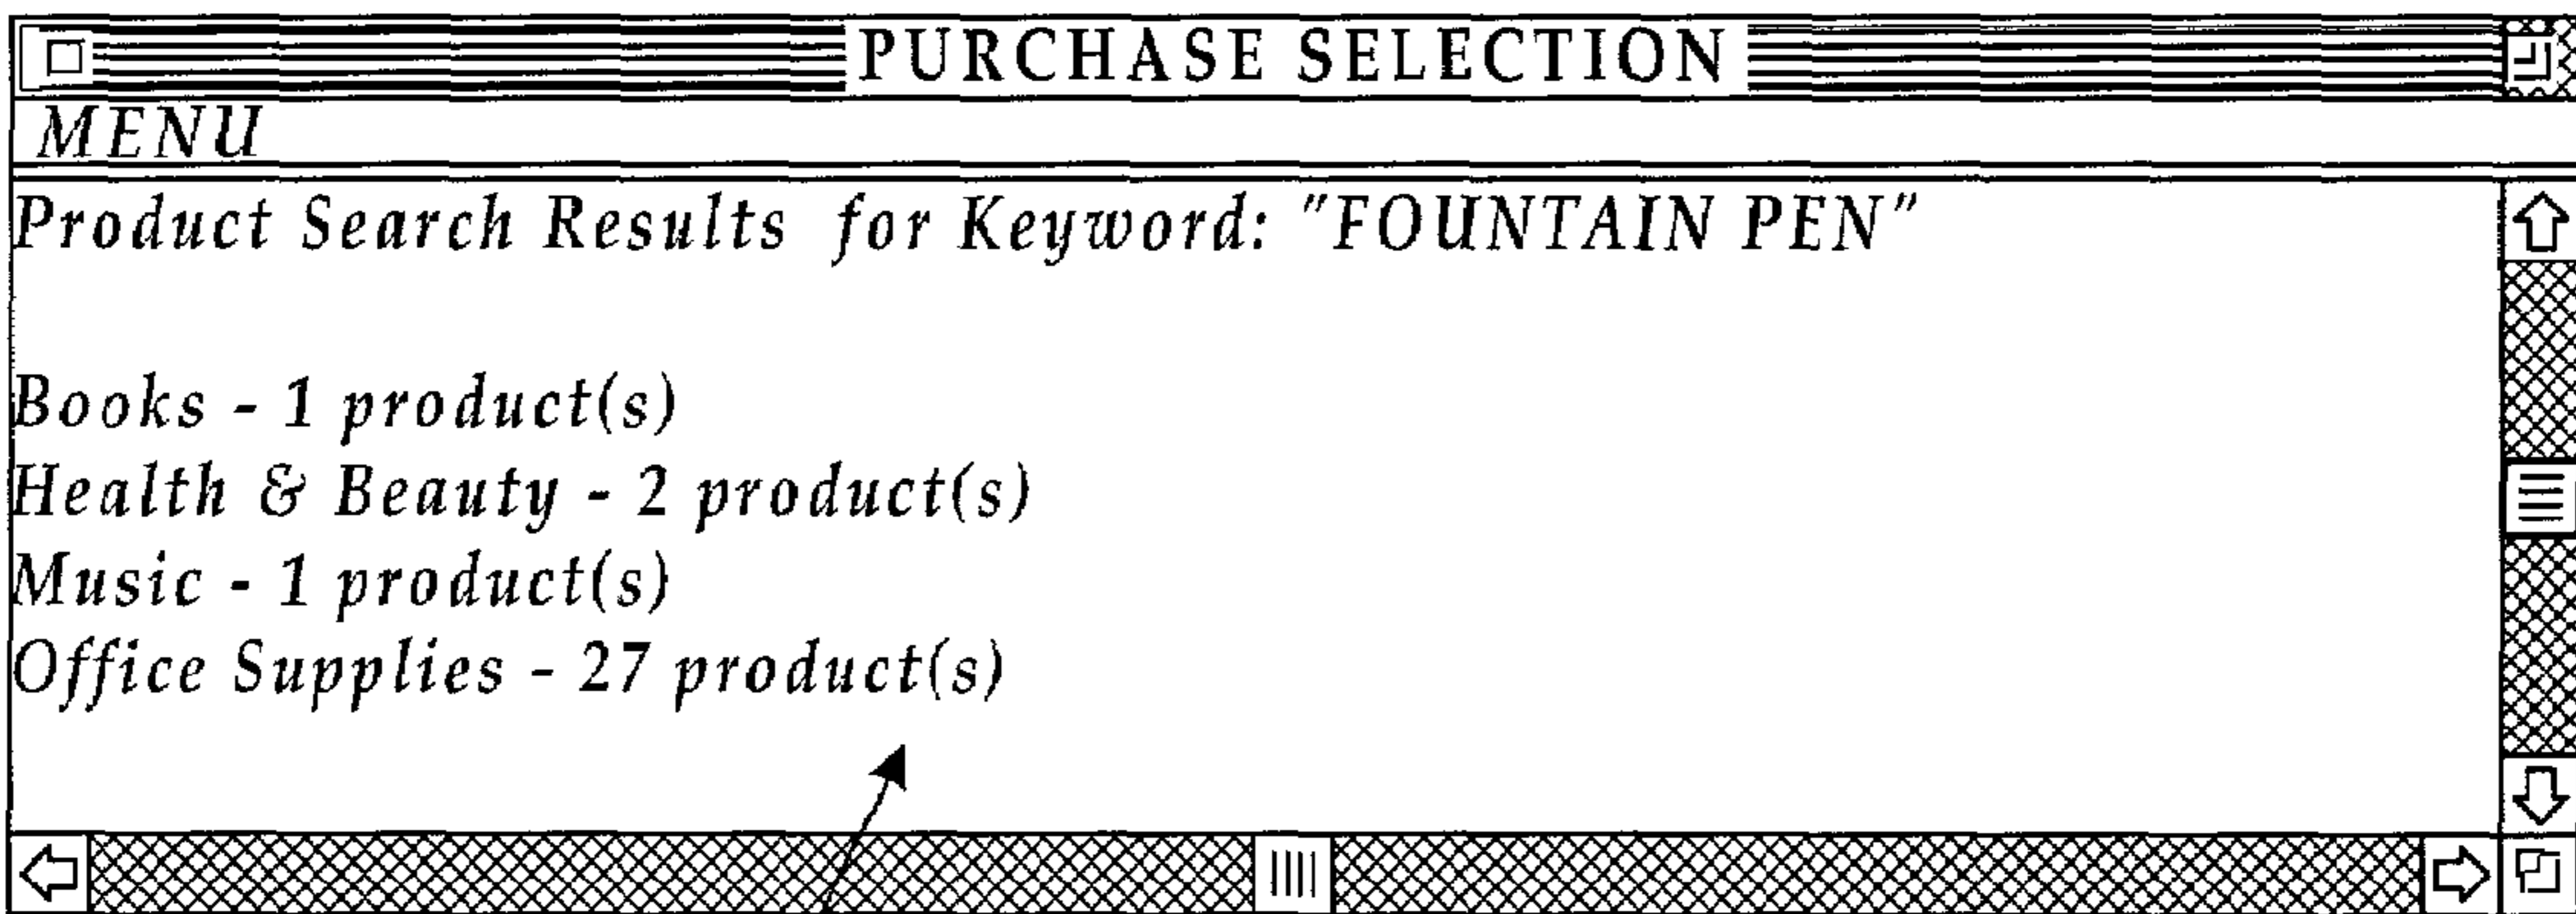 PURCHASE SELECTION
MENU
Product Search Results for Keyword: "FOUNTAIN PEN"
Books - 1 product(s)
Health & Beauty - 2 product(s)
Music - 1 product(s)
Office Supplies - 27 product(s)